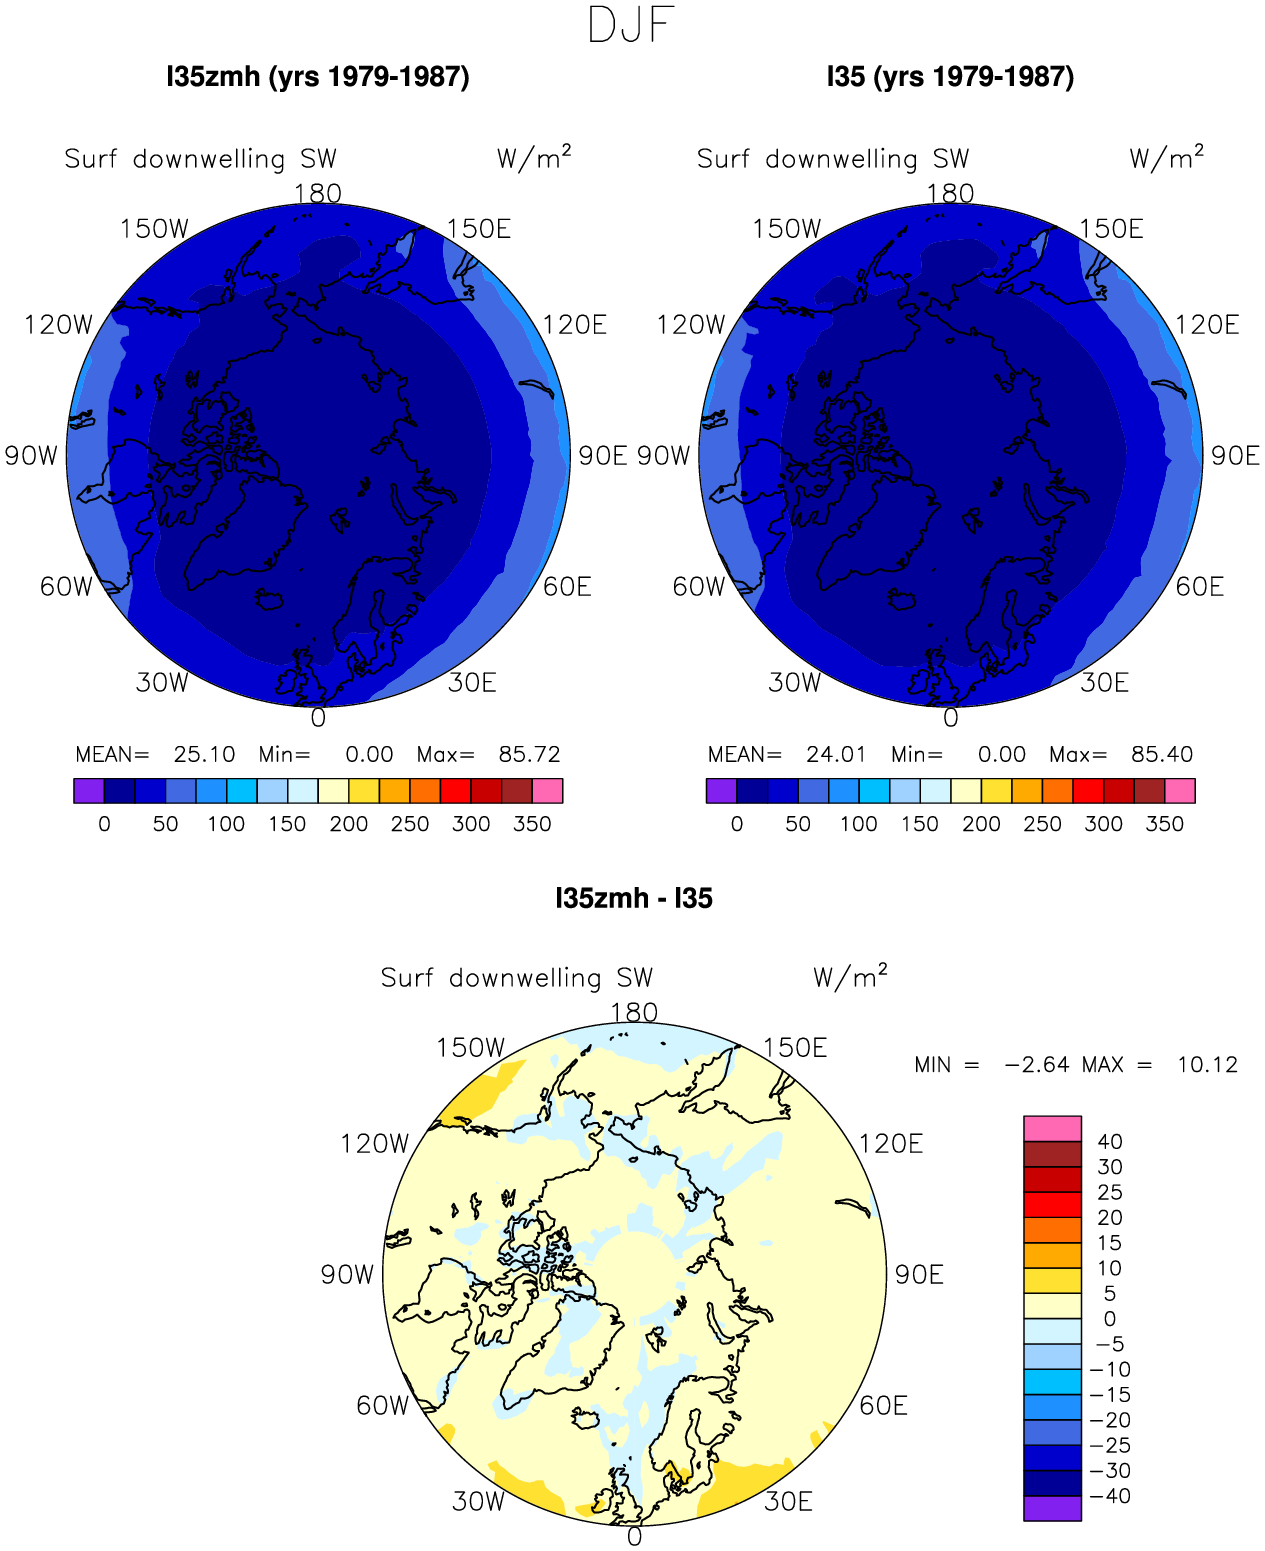 DJF
I35zmh (yrs 1979-1987)
I35 (yrs 1979-1987)
Surf downwelling SW W/m²
Surf downwelling SW W/m²
180
150W 150E
120W 120E
90W 90E
60W 60E
30W 30E
0
180
150W 150E
120W 120E
90W 90E
60W 60E
30W 30E
0
MEAN= 25.10 Min= 0.00 Max= 85.72
0 50 100 150 200 250 300 350
MEAN= 24.01 Min= 0.00 Max= 85.40
0 50 100 150 200 250 300 350
I35zmh - I35
Surf downwelling SW W/m²
180
150W 150E
120W 120E
90W 90E
60W 60E
30W 30E
0
MIN = −2.64 MAX = 10.12
40
30
25
20
15
10
5
0
−5
−10
−15
−20
−25
−30
−40